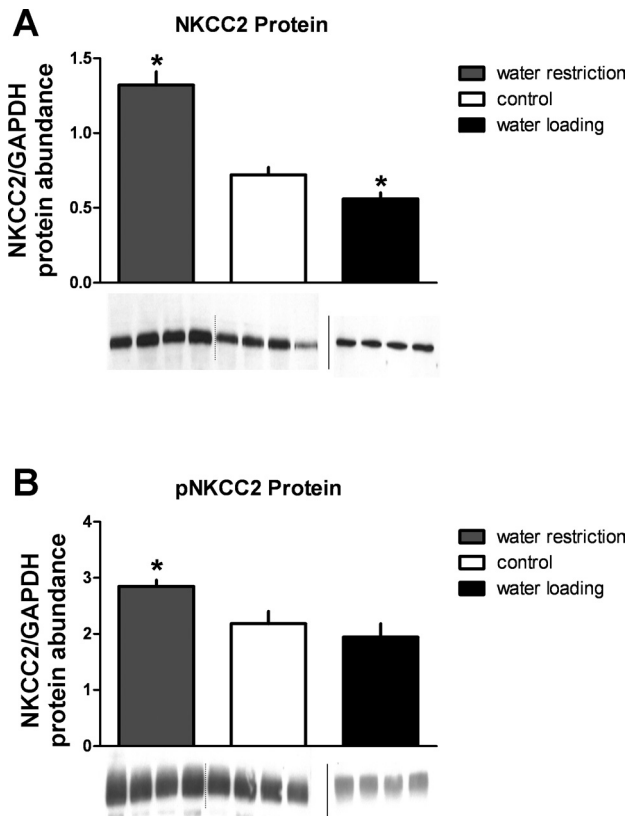 A
NKCC2 Protein
NKCC2/GAPDH
protein abundance
1.5
1.0
0.5
0.0
*
*
water restriction
control
water loading
B
pNKCC2 Protein
NKCC2/GAPDH
protein abundance
4
3
2
1
0
*
water restriction
control
water loading